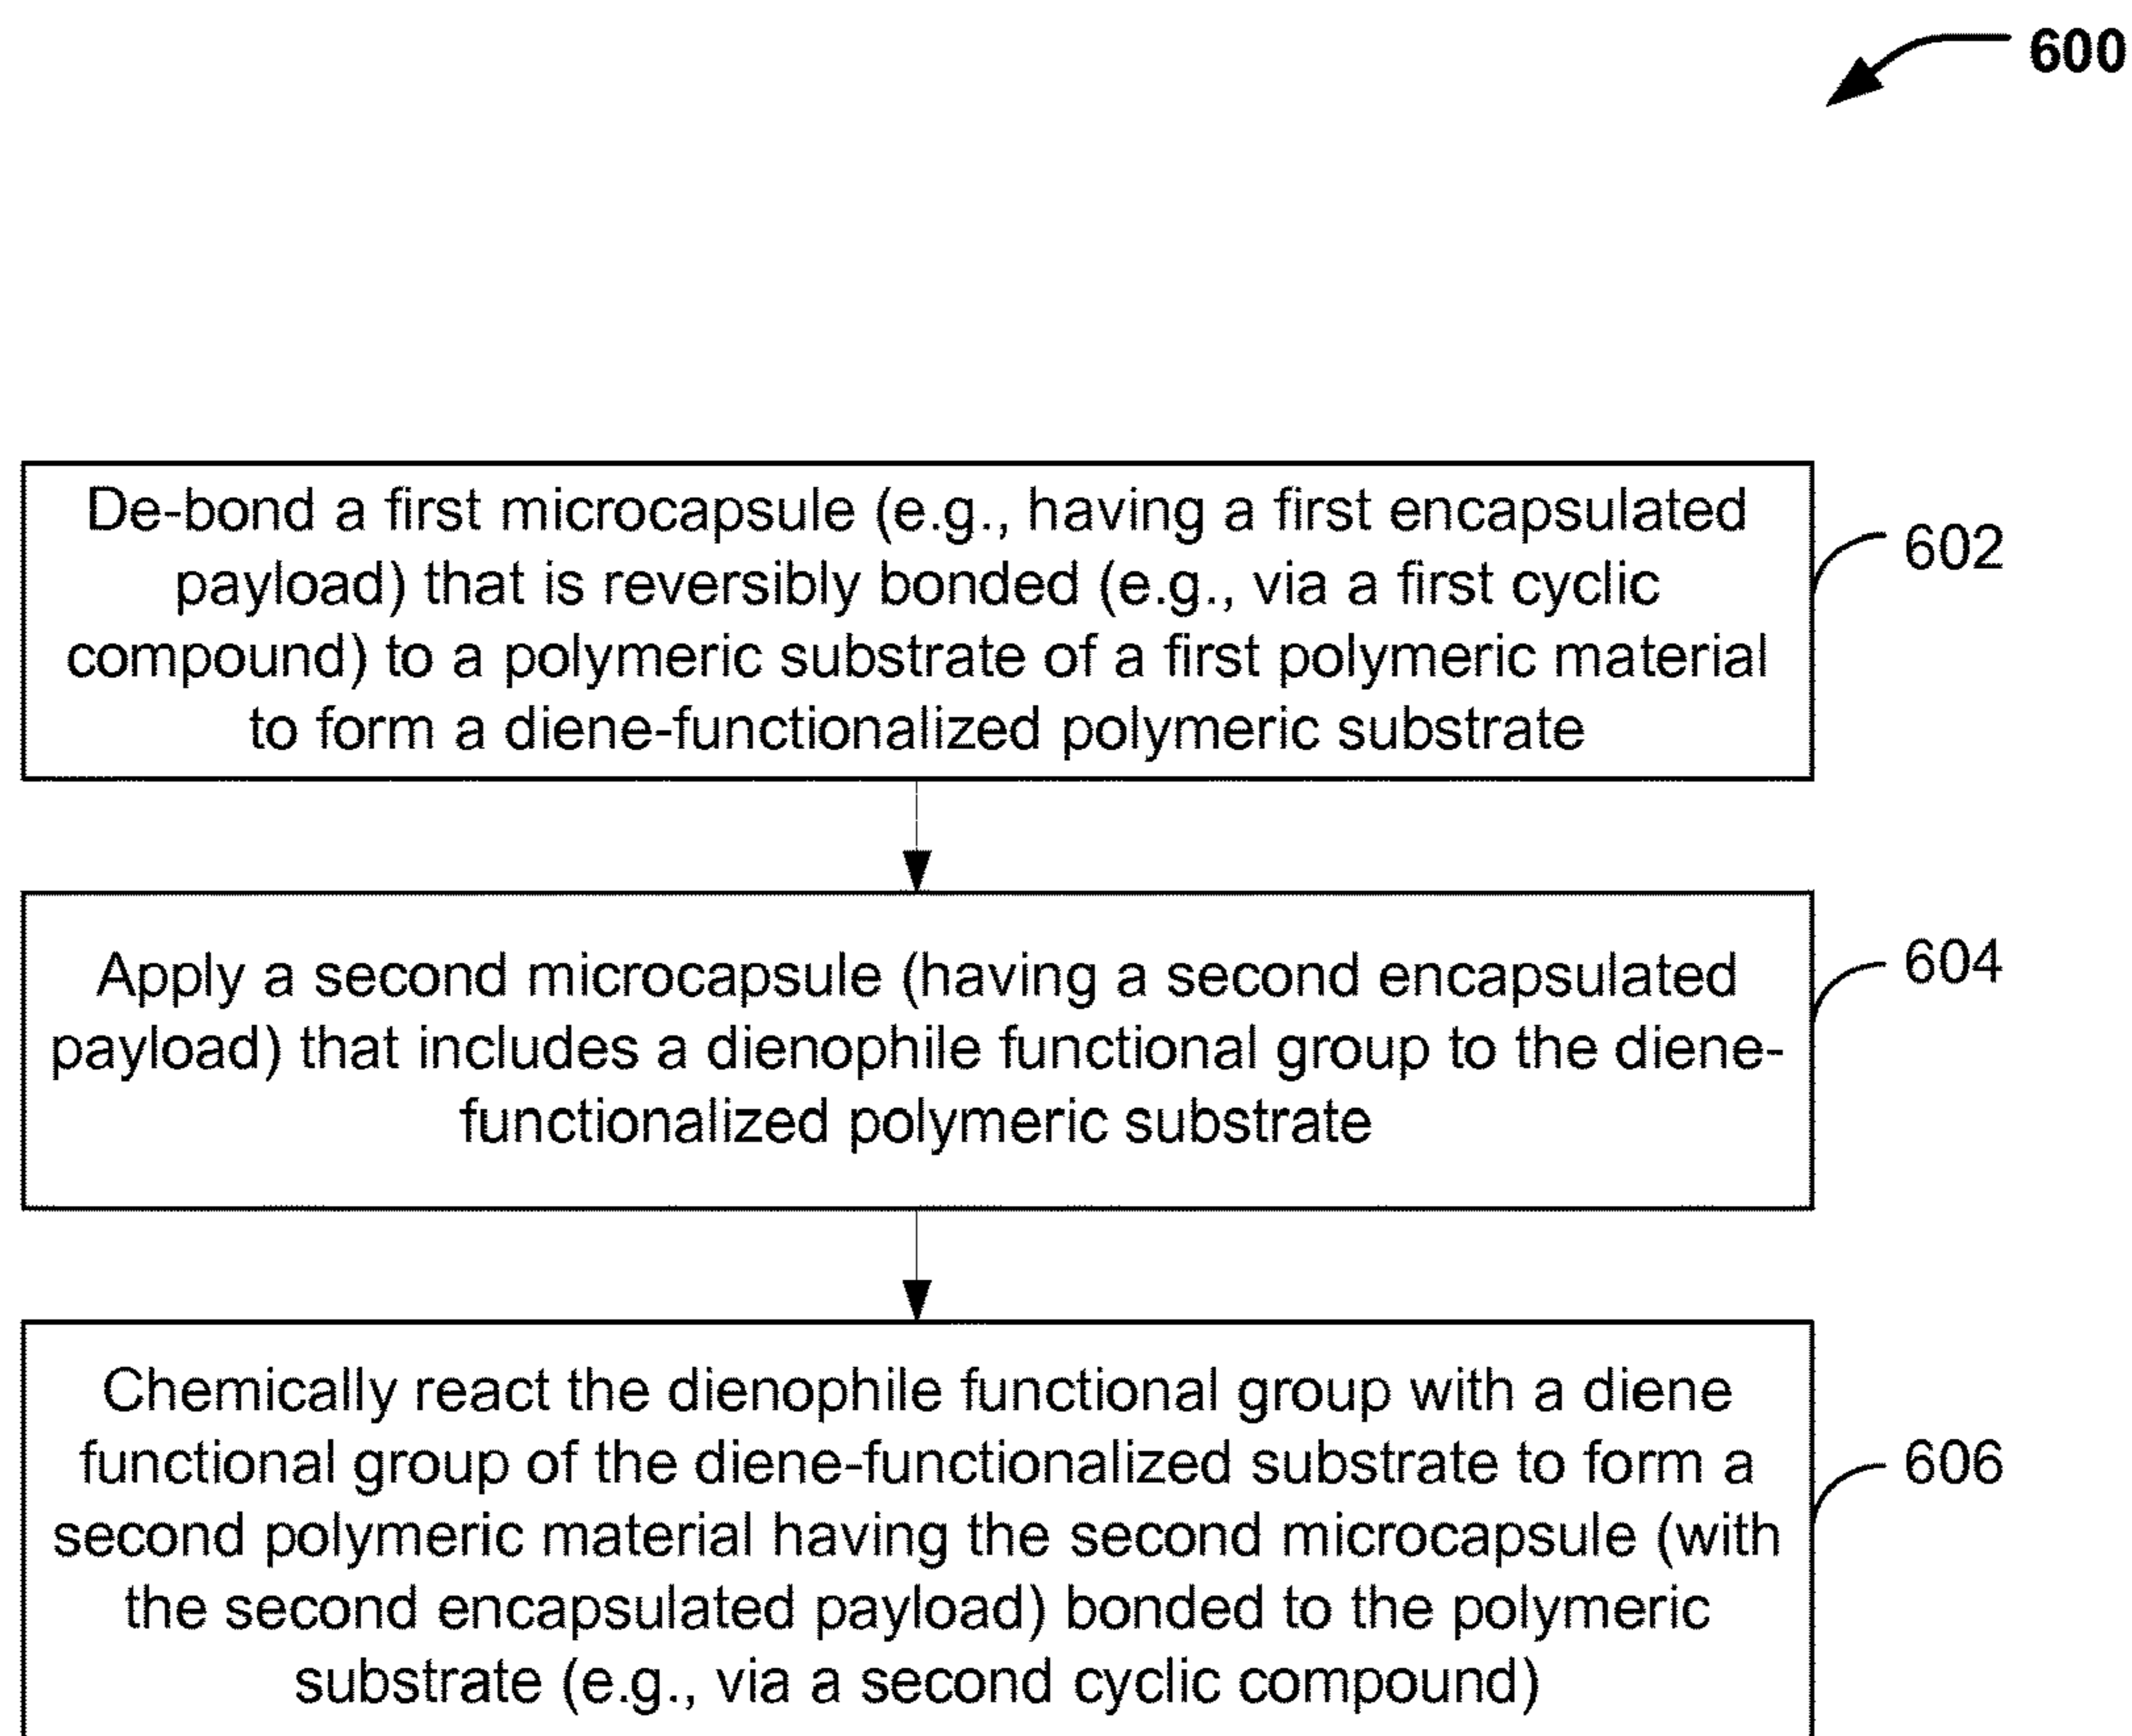 600
De-bond a first microcapsule (e.g., having a first encapsulated
payload) that is reversibly bonded (e.g., via a first cyclic
compound) to a polymeric substrate of a first polymeric material
to form a diene-functionalized polymeric substrate
602
Apply a second microcapsule (having a second encapsulated
payload) that includes a dienophile functional group to the diene-
functionalized polymeric substrate
604
Chemically react the dienophile functional group with a diene
functional group of the diene-functionalized substrate to form a
second polymeric material having the second microcapsule (with
the second encapsulated payload) bonded to the polymeric
substrate (e.g., via a second cyclic compound)
606